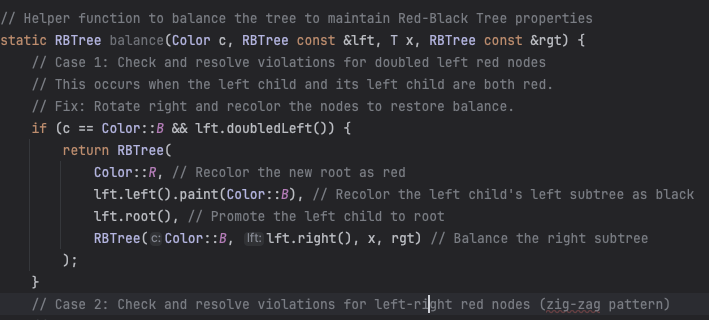 // Helper function to balance the tree to maintain Red-Black Tree properties
static RBTree balance(Color c, RBTree const &lft, T x, RBTree const &rgt) {
    // Case 1: Check and resolve violations for doubled left red nodes
    // This occurs when the left child and its left child are both red.
    // Fix: Rotate right and recolor the nodes to restore balance.
    if (c == Color::B && lft.doubledLeft()) {
        return RBTree(
            Color::R, // Recolor the new root as red
            lft.left().paint(Color::B), // Recolor the left child's left subtree as black
            lft.root(), // Promote the left child to root
            RBTree(c: Color::B, lft: lft.right(), x, rgt) // Balance the right subtree
        );
    }
    // Case 2: Check and resolve violations for left-right red nodes (zig-zag pattern)